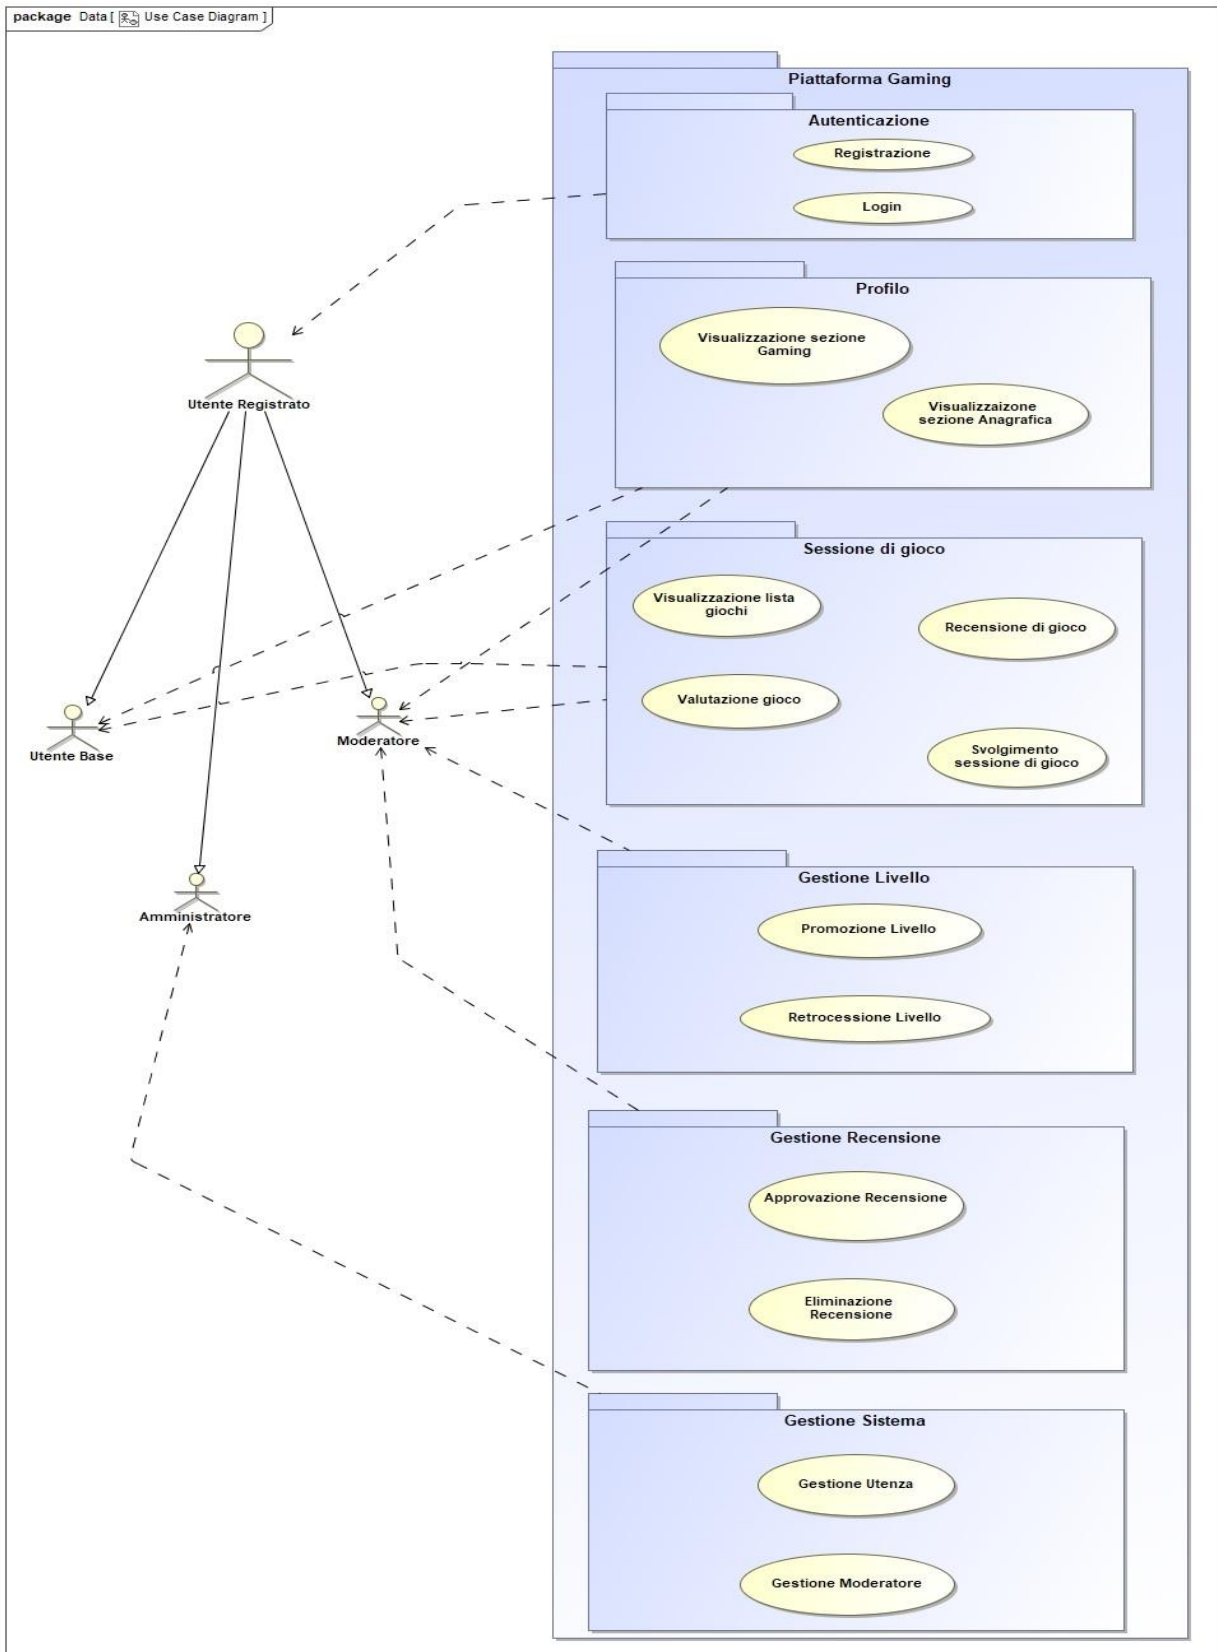 package Data [ Use Case Diagram ]
Piattaforma Gaming
Autenticazione
Registrazione
Login
Profilo
Visualizzazione sezione
Gaming
Visualizzaizone
sezione Anagrafica
Utente Registrato
Sessione di gioco
Visualizzazione lista
giochi
Recensione di gioco
Valutazione gioco
Svolgimento
sessione di gioco
Utente Base
Moderatore
Amministratore
Gestione Livello
Promozione Livello
Retrocessione Livello
Gestione Recensione
Approvazione Recensione
Eliminazione
Recensione
Gestione Sistema
Gestione Utenza
Gestione Moderatore